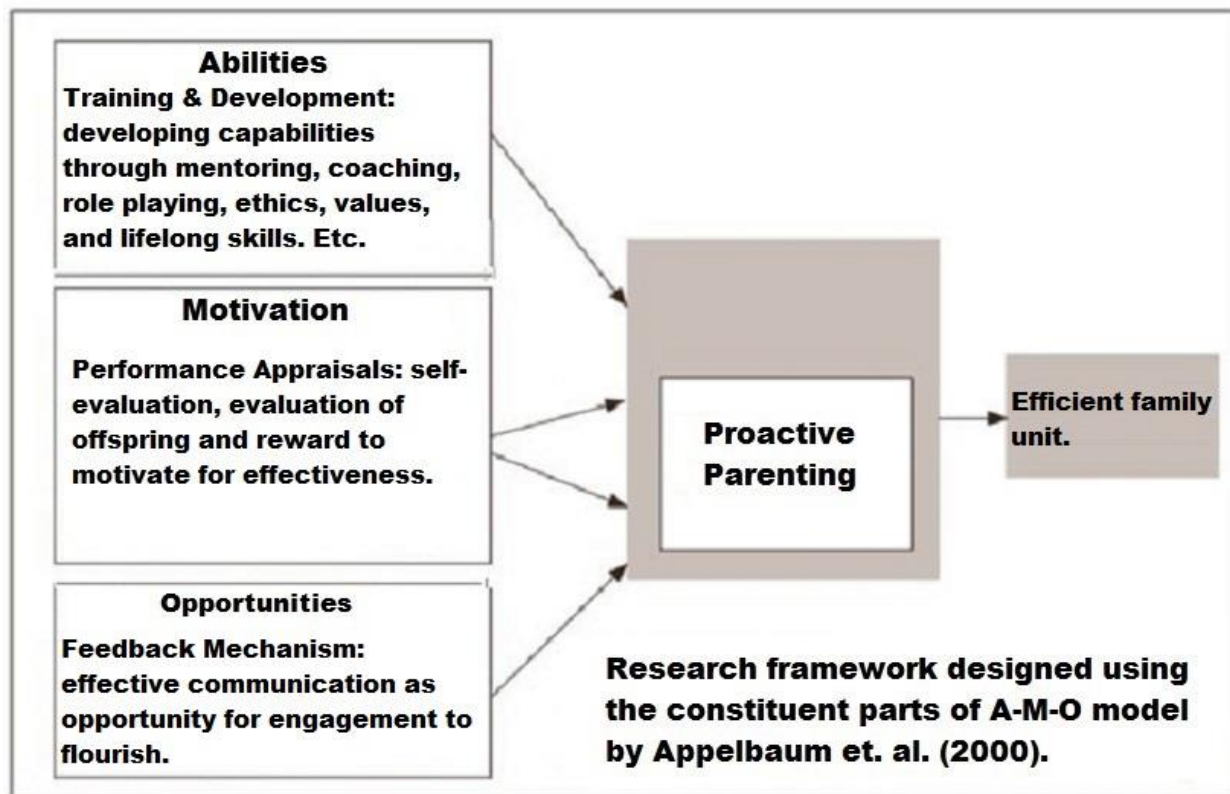 Abilities
Training & Development:
developing capabilities
through mentoring, coaching,
role playing, ethics, values,
and lifelong skills. Etc.
Motivation
Performance Appraisals: self-
evaluation, evaluation of
offspring and reward to
motivate for effectiveness.
Opportunities
Feedback Mechanism:
effective communication as
opportunity for engagement to
flourish.
Proactive
Parenting
Efficient family
unit.
Research framework designed using
the constituent parts of A-M-O model
by Appelbaum et. al. (2000).